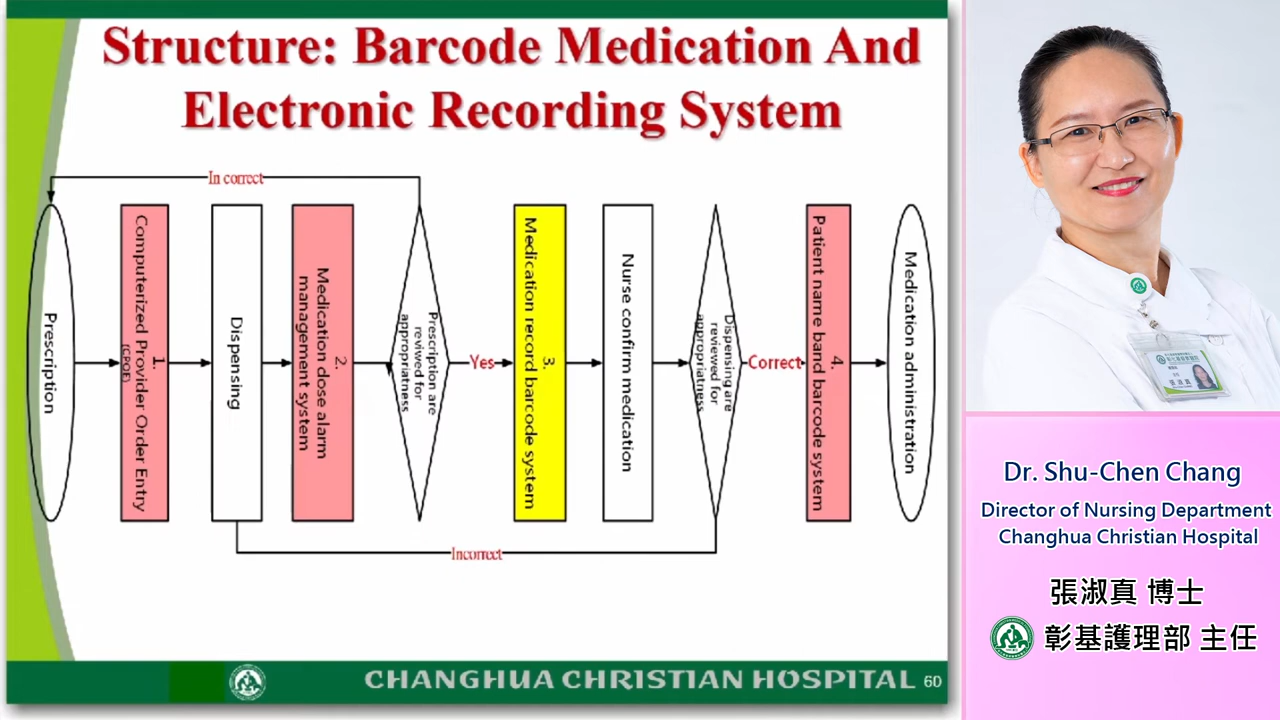 Structure: Barcode Medication And
Electronic Recording System
In correct
Prescription
1.
Computerized Provider Order Entry
(CPOE)
Dispensing
2.
Medication dose alarm
management system
Prescription are
reviewed for
appropriatness
Yes
3.
Medication record barcode system
Nurse confirm medication
Dispensing are
reviewed for
appropriatness
Correct
4.
Patient name band barcode system
Medication administration
Incorrect
CHANGHUA CHRISTIAN HOSPITAL 60
Dr. Shu-Chen Chang
Director of Nursing Department
Changhua Christian Hospital
張淑真 博士
彰基護理部 主任